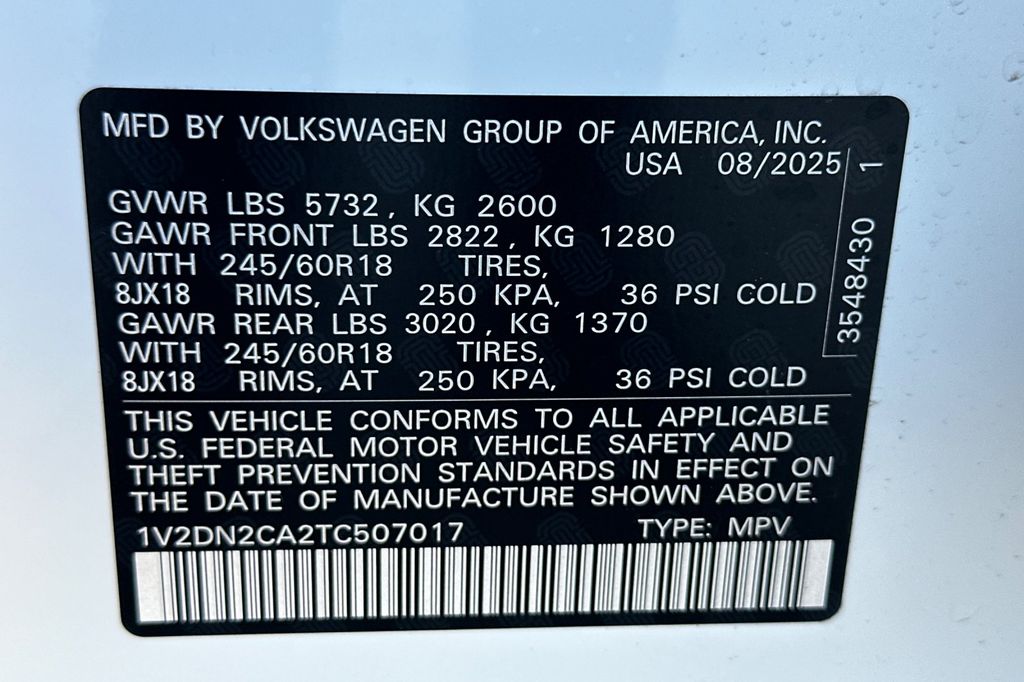 MFD BY VOLKSWAGEN GROUP OF AMERICA, INC.
USA 08/2025
GVWR LBS 5732, KG 2600
GAWR FRONT LBS 2822, KG 1280
WITH 245/60R18 TIRES,
8JX18 RIMS, AT 250 KPA, 36 PSI COLD
GAWR REAR LBS 3020, KG 1370
WITH 245/60R18 TIRES,
8JX18 RIMS, AT 250 KPA, 36 PSI COLD
3548430 1
THIS VEHICLE CONFORMS TO ALL APPLICABLE
U.S. FEDERAL MOTOR VEHICLE SAFETY AND
THEFT PREVENTION STANDARDS IN EFFECT ON
THE DATE OF MANUFACTURE SHOWN ABOVE.
1V2DN2CA2TC507017 TYPE: MPV